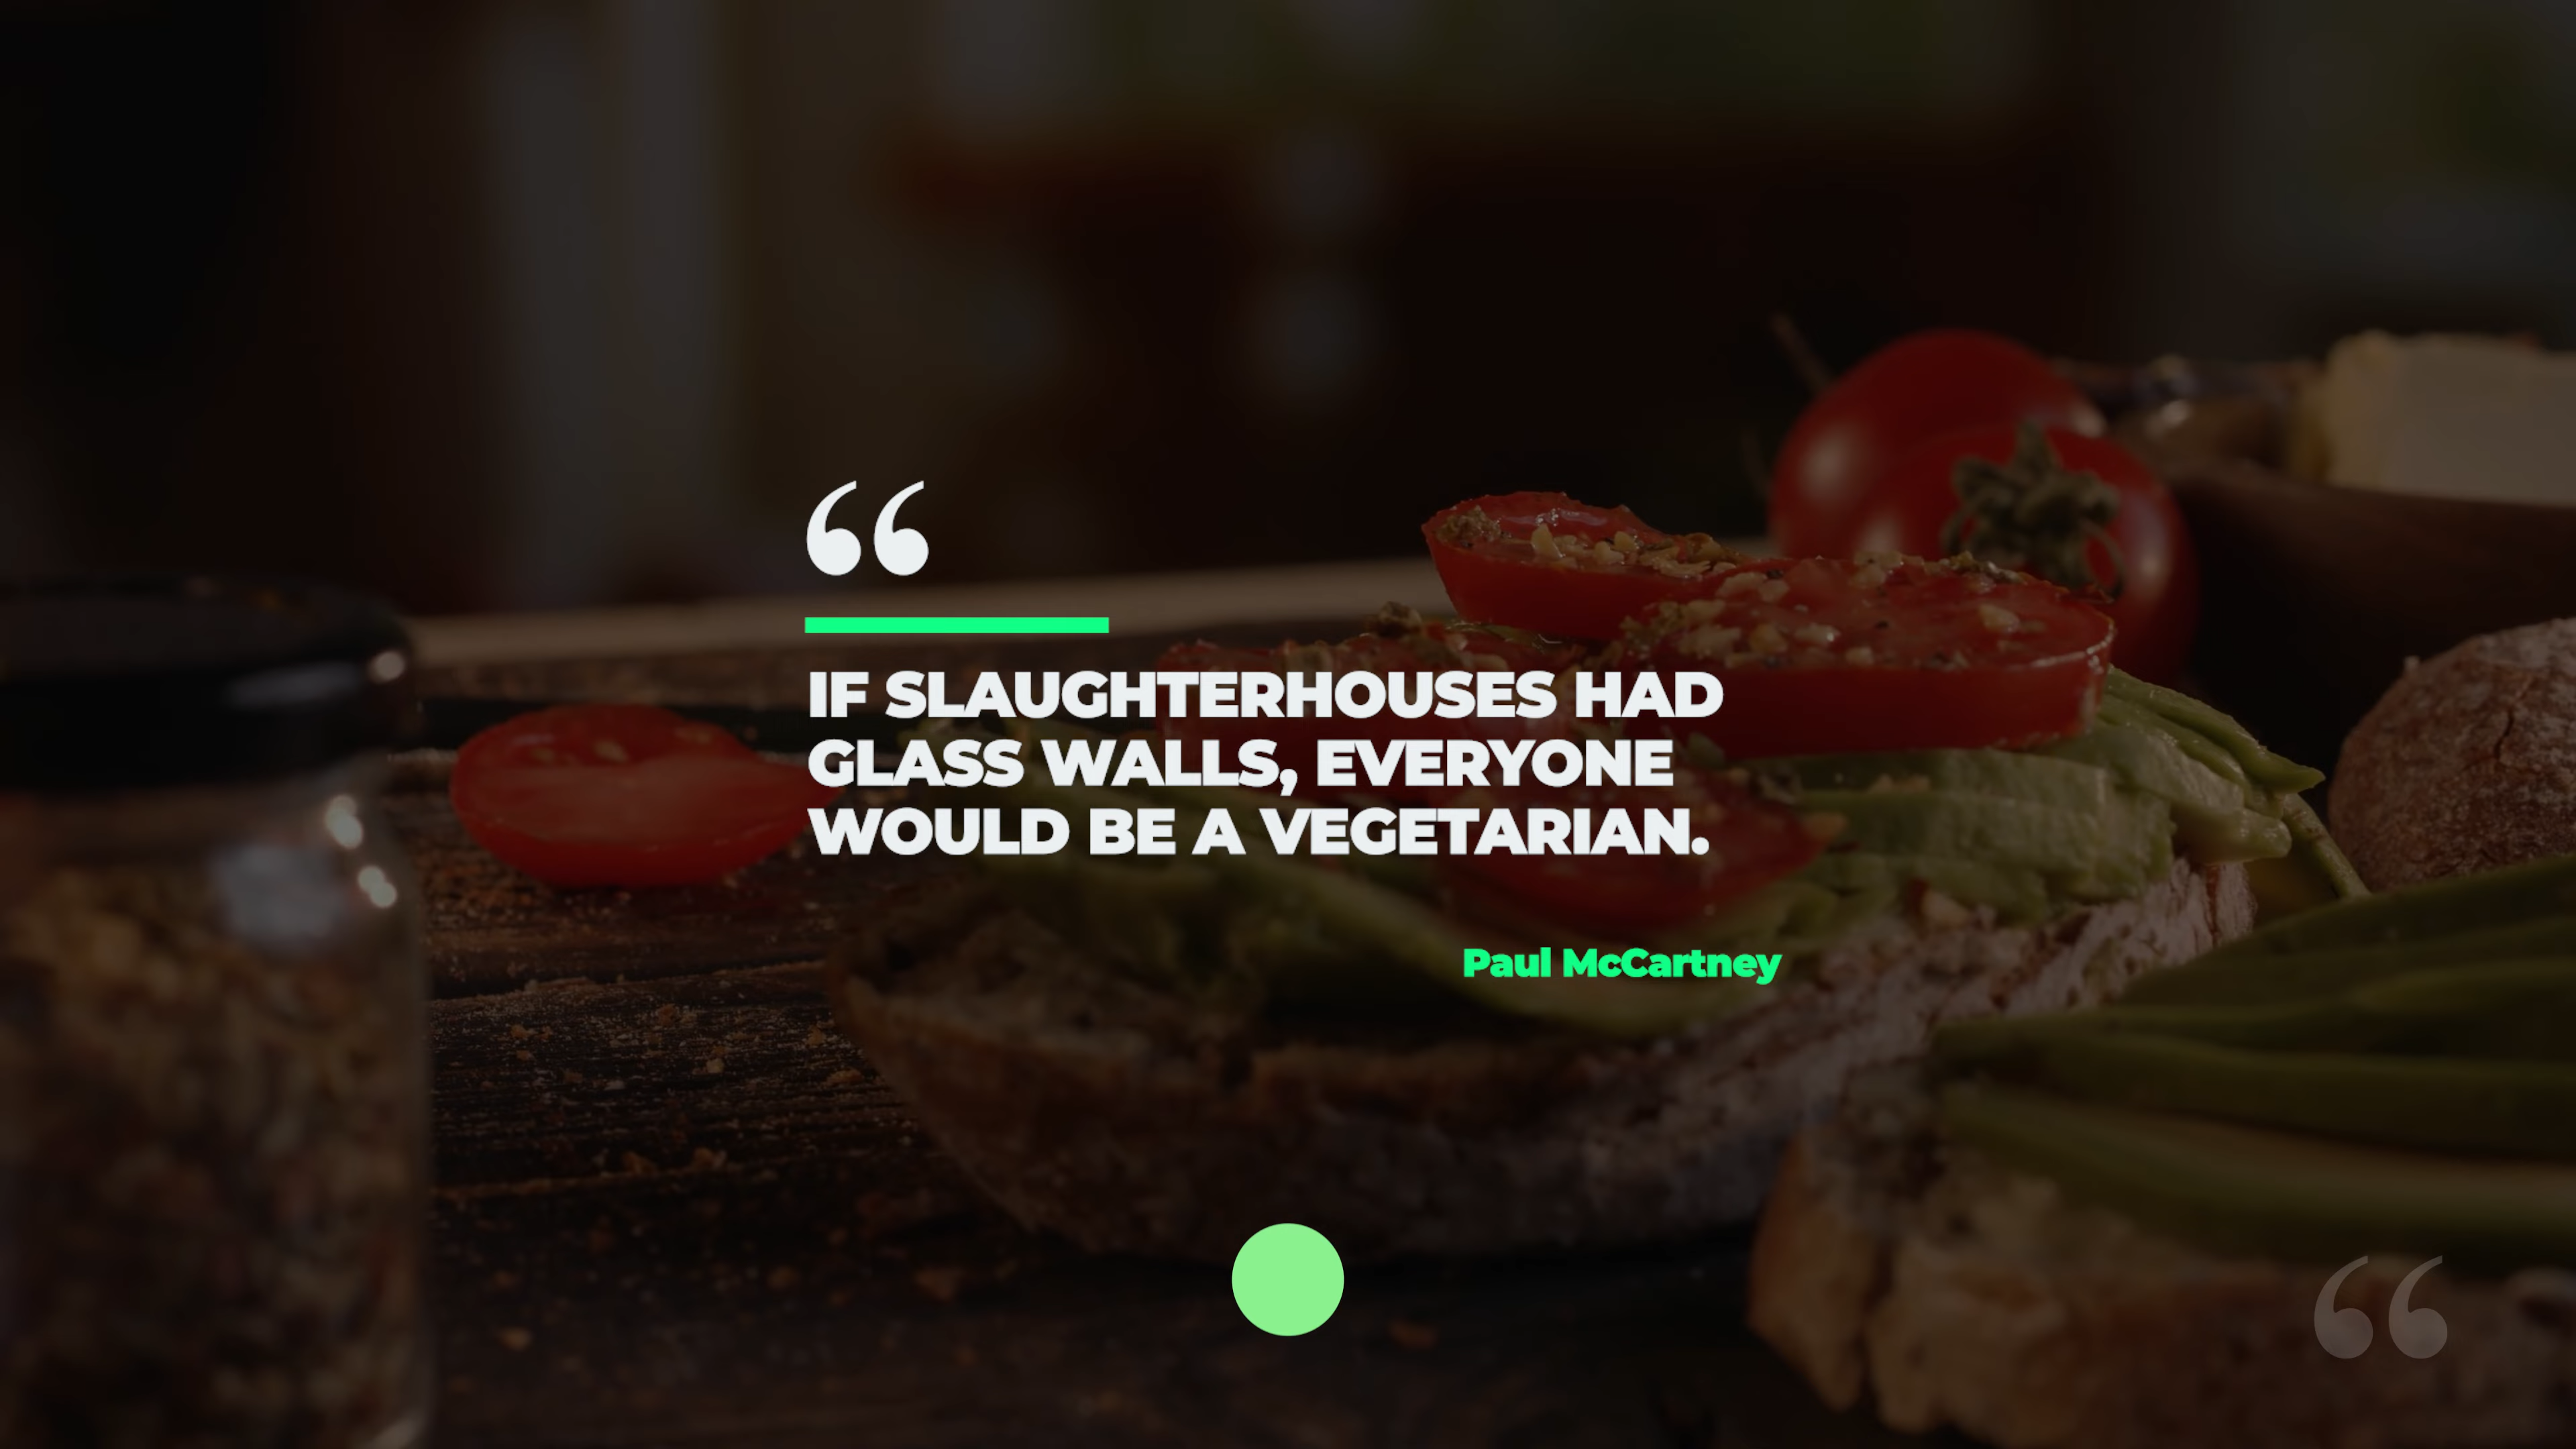 “
IF SLAUGHTERHOUSES HAD
GLASS WALLS, EVERYONE
WOULD BE A VEGETARIAN.
Paul McCartney
“